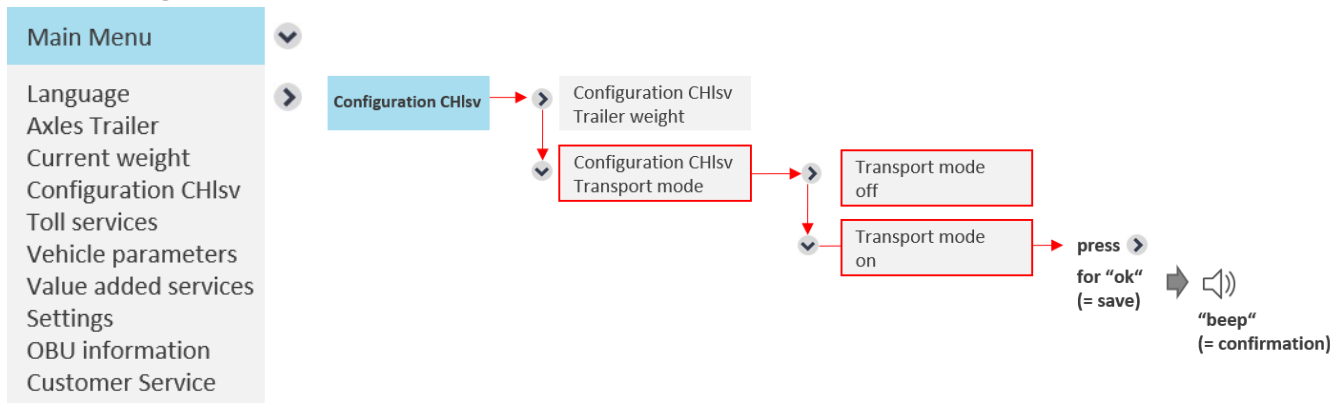 Main Menu
Language
Axles Trailer
Current weight
Configuration CHlsv
Toll services
Vehicle parameters
Value added services
Settings
OBU information
Customer Service
Configuration CHlsv
Configuration CHlsv
Trailer weight
Configuration CHlsv
Transport mode
Transport mode
off
Transport mode
on
press
for “ok“
(= save)
“beep“
(= confirmation)